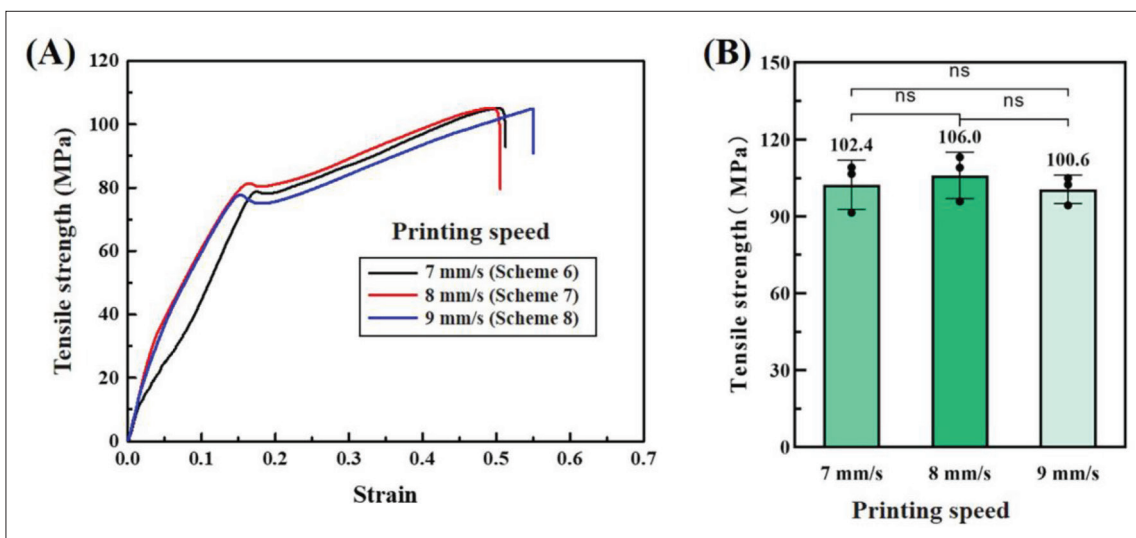 (A)
120
100
80
60
40
20
0
0.0 0.1 0.2 0.3 0.4 0.5 0.6 0.7
Tensile strength (MPa)
Strain
Printing speed
7 mm/s (Scheme 6)
8 mm/s (Scheme 7)
9 mm/s (Scheme 8)
(B)
150
120
90
60
30
0
Tensile strength( MPa)
ns
ns
ns
102.4
106.0
100.6
7 mm/s 8 mm/s 9 mm/s
Printing speed